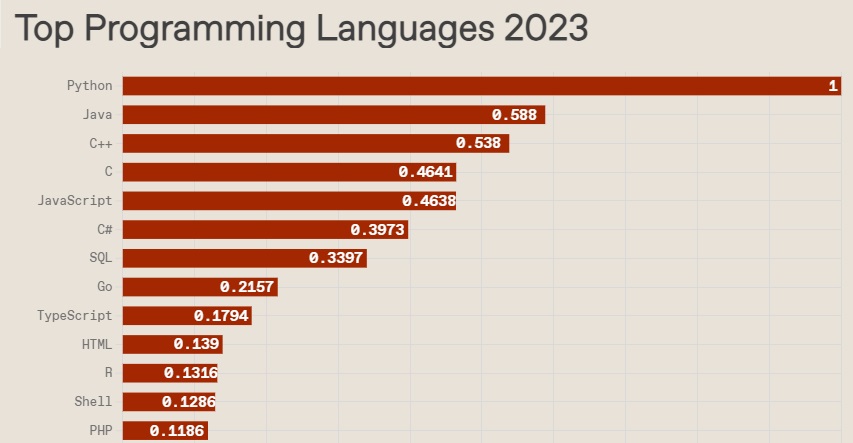 Top Programming Languages 2023
Python 1
Java 0.588
C++ 0.538
C 0.4641
JavaScript 0.4638
C# 0.3973
SQL 0.3397
Go 0.2157
TypeScript 0.1794
HTML 0.139
R 0.1316
Shell 0.1286
PHP 0.1186